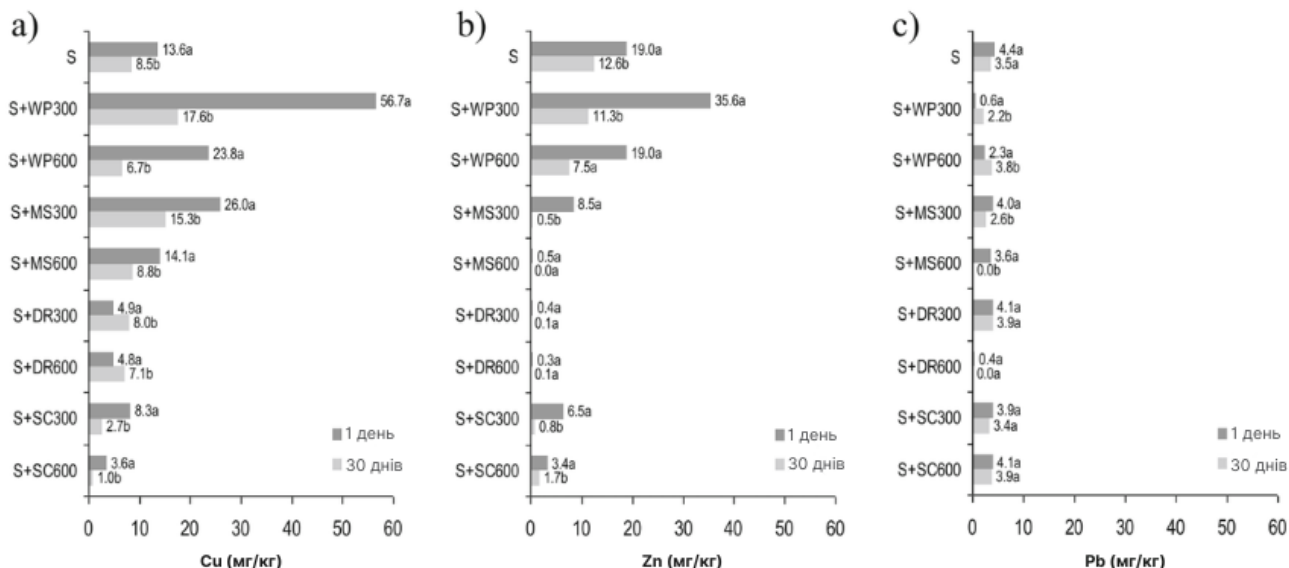 a)
S
13.6a
8.5b
S+WP300
56.7a
17.6b
S+WP600
23.8a
6.7b
S+MS300
26.0a
15.3b
S+MS600
14.1a
8.8b
S+DR300
4.9a
8.0b
S+DR600
4.8a
7.1b
S+SC300
8.3a
2.7b
S+SC600
3.6a
1.0b
1 день
30 днів
0 10 20 30 40 50 60
Cu (мг/кг)
b)
S
19.0a
12.6b
S+WP300
35.6a
11.3b
S+WP600
19.0a
7.5a
S+MS300
8.5a
0.5b
S+MS600
0.5a
0.0a
S+DR300
0.4a
0.1a
S+DR600
0.3a
0.1a
S+SC300
6.5a
0.8b
S+SC600
3.4a
1.7b
1 день
30 днів
0 10 20 30 40 50 60
Zn (мг/кг)
c)
S
4.4a
3.5a
S+WP300
0.6a
2.2b
S+WP600
2.3a
3.8b
S+MS300
4.0a
2.6b
S+MS600
3.6a
0.0b
S+DR300
4.1a
3.9a
S+DR600
0.4a
0.0a
S+SC300
3.9a
3.4a
S+SC600
4.1a
3.9a
1 день
30 днів
0 10 20 30 40 50 60
Pb (мг/кг)